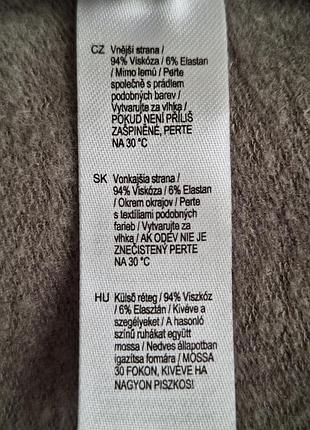 CZ Vnější strana /
94% Viskóza / 6% Elastan
/ Mimo lemů / Perte
společně s prádlem
podobných barev /
Vytvarujte za vlhka /
POKUD NENÍ PŘÍLIŠ
ZAŠPINĚNÉ, PERTE
NA 30 °C
SK Vonkajšia strana /
94% Viskóza / 6% Elastan
/ Okrem okrajov / Perte
s textíliami podobných
farieb / Vytvarujte za
vlhka / AK ODEV NIE JE
ZNEČISTENÝ PERTE
NA 30 °C
HU Külső réteg / 94% Viszkóz
/ 6% Elasztán / Kivéve a
szegélyeket / A hasonló
színű ruhákat együtt
mossa / Nedves állapotban
igazítsa formára / MOSSA
30 FOKON, KIVÉVE HA
NAGYON PISZKOS!